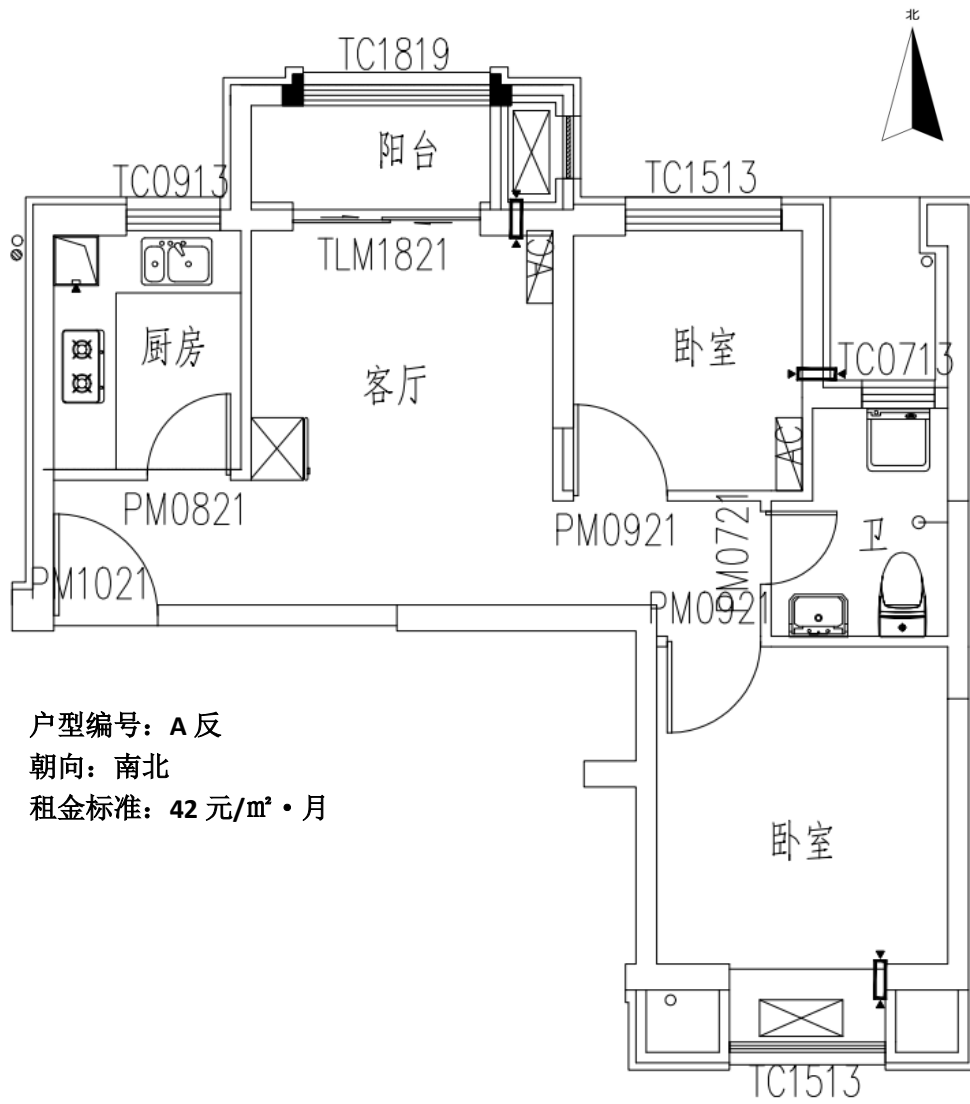 北
TC1819
阳台
TC0913
TC1513
TLM1821
AC
厨房
客厅
卧室
TC0713
AC
PM0821
PM0921
PM0721
卫
PM1021
PM0921
户型编号：A 反
朝向：南北
租金标准：42 元/㎡·月
卧室
TC1513